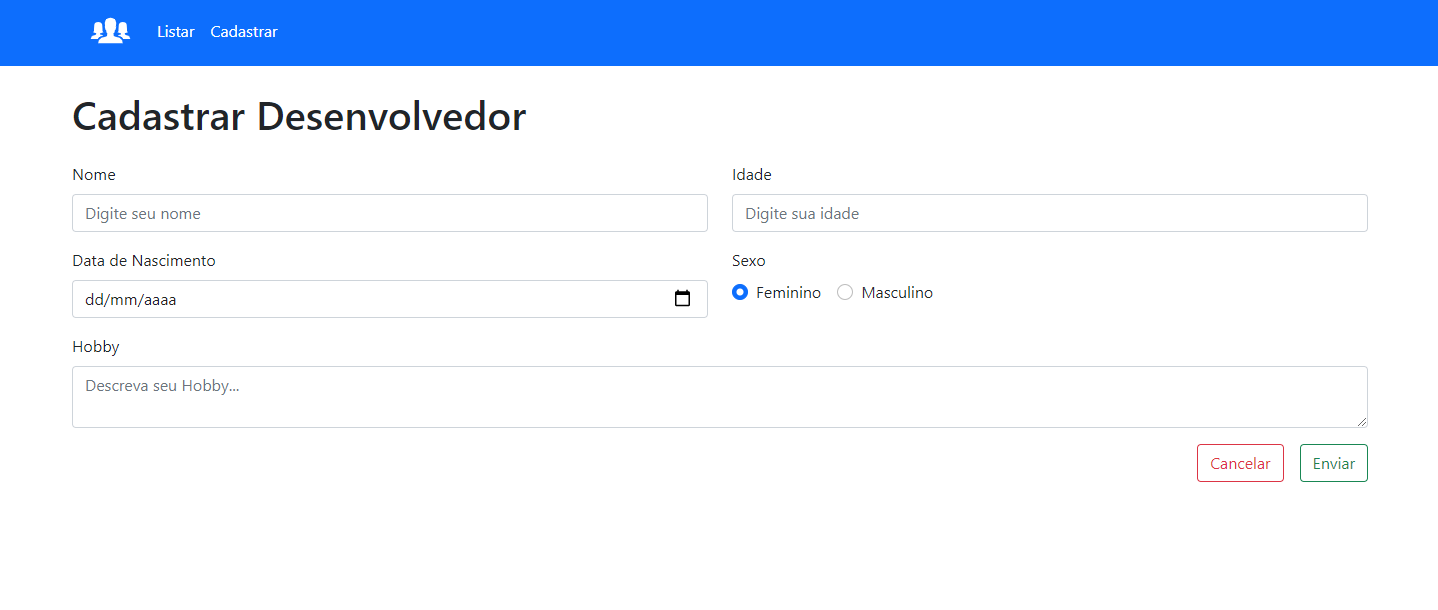 Listar Cadastrar
Cadastrar Desenvolvedor
Nome Idade
Digite seu nome Digite sua idade
Data de Nascimento Sexo
dd/mm/aaaa Feminino Masculino
Hobby
Descreva seu Hobby...
Cancelar Enviar